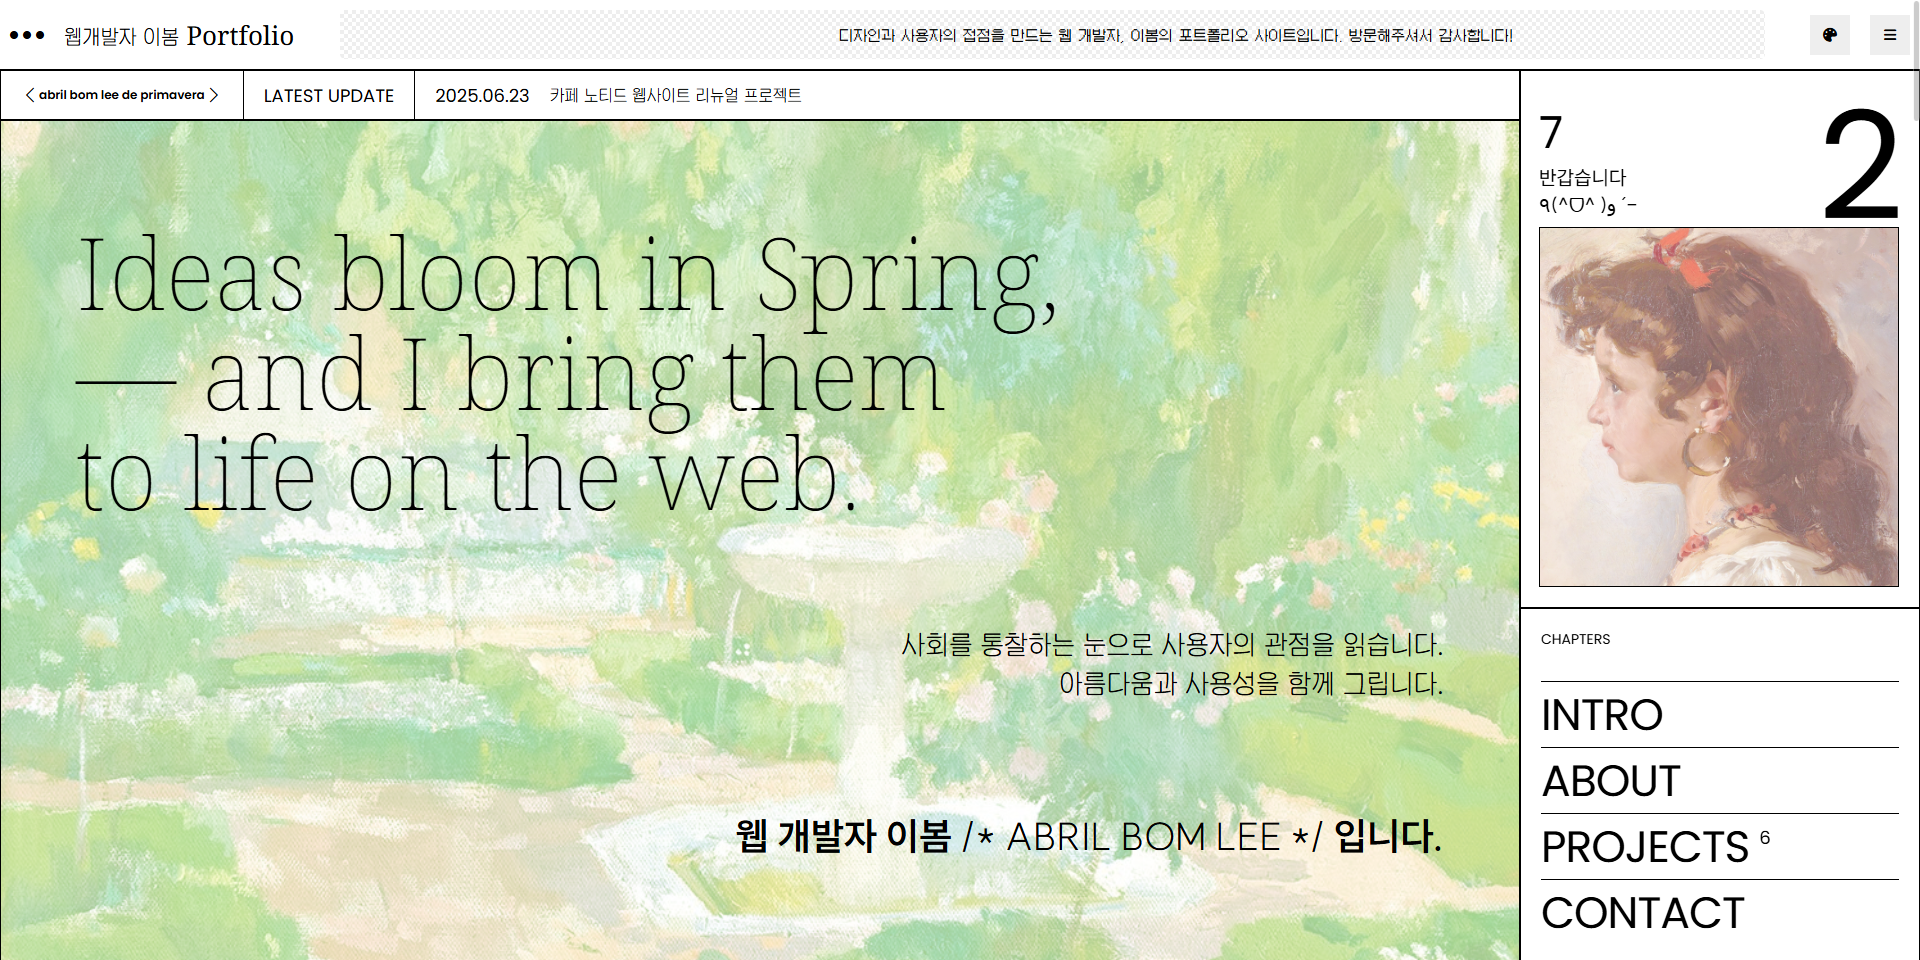 웹개발자 이봄 Portfolio
디자인과 사용자의 접점을 만드는 웹 개발자, 이봄의 포트폴리오 사이트입니다. 방문해주셔서 감사합니다!
abril bom lee de primavera
LATEST UPDATE
2025.06.23 카페 노티드 웹사이트 리뉴얼 프로젝트
Ideas bloom in Spring,
— and I bring them
to life on the web.
사회를 통찰하는 눈으로 사용자의 관점을 읽습니다.
아름다움과 사용성을 함께 그립니다.
웹 개발자 이봄 /* ABRIL BOM LEE */ 입니다.
7
2
반갑습니다
٩(^ᗜ^ )و ´-
CHAPTERS
INTRO
ABOUT
PROJECTS 6
CONTACT